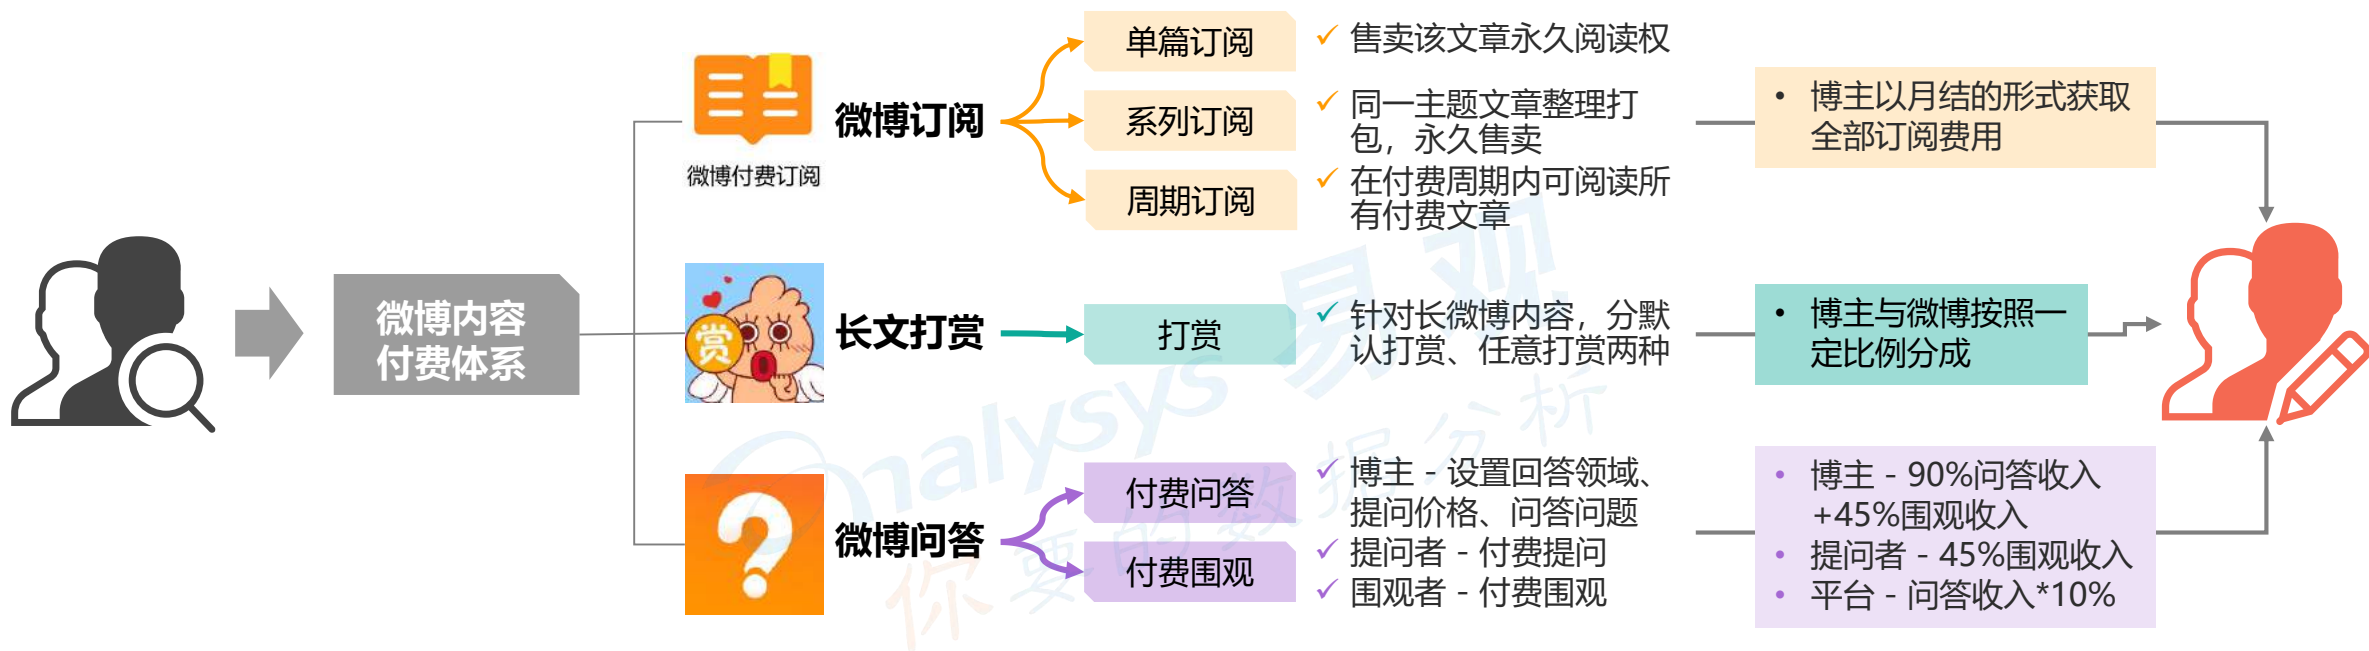 微博内容
付费体系
微博付费订阅
微博订阅
单篇订阅
售卖该文章永久阅读权
系列订阅
同一主题文章整理打
包，永久售卖
周期订阅
在付费周期内可阅读所
有付费文章
博主以月结的形式获取
全部订阅费用
赏
长文打赏
打赏
针对长微博内容，分默
认打赏、任意打赏两种
博主与微博按照一
定比例分成
微博问答
付费问答
付费围观
博主 - 设置回答领域、
提问价格、问答问题
提问者 - 付费提问
围观者 - 付费围观
博主 - 90%问答收入
+45%围观收入
提问者 - 45%围观收入
平台 - 问答收入*10%
analysys 易观
你要的数据分析